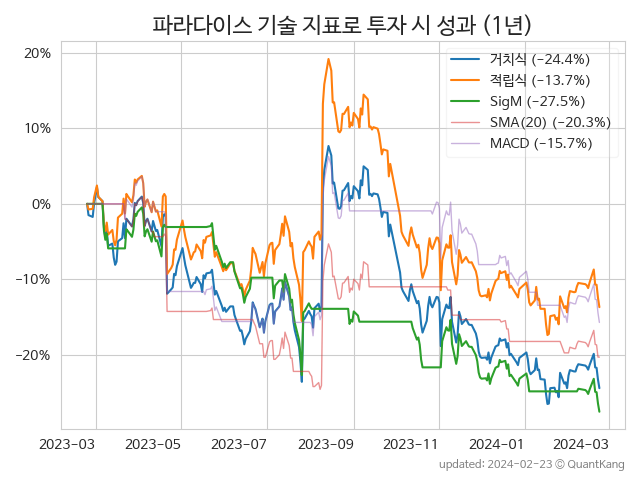 파라다이스 기술 지표로 투자 시 성과 (1년)
거치식 (−24.4%)
적립식 (−13.7%)
SigM (−27.5%)
SMA(20) (−20.3%)
MACD (−15.7%)
20%
10%
0%
−10%
−20%
2023-03 2023-05 2023-07 2023-09 2023-11 2024-01 2024-03
updated: 2024-02-23 ⓒ QuantKang